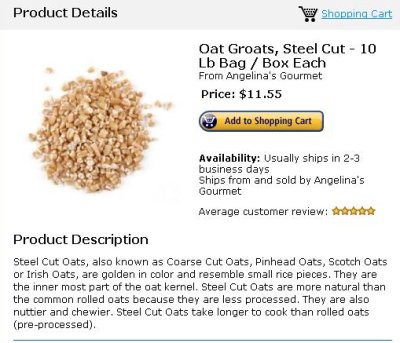 Product Details
Shopping Cart
Oat Groats, Steel Cut - 10
Lb Bag / Box Each
From Angelina's Gourmet
Price: $11.55
Add to Shopping Cart
Availability: Usually ships in 2-3
business days
Ships from and sold by Angelina's
Gourmet
Average customer review:
Product Description
Steel Cut Oats, also known as Coarse Cut Oats, Pinhead Oats, Scotch Oats
or Irish Oats, are golden in color and resemble small rice pieces. They are
the inner most part of the oat kernel. Steel Cut Oats are more natural than
the common rolled oats because they are less processed. They are also
nuttier and chewier. Steel Cut Oats take longer to cook than rolled oats
(pre-processed).